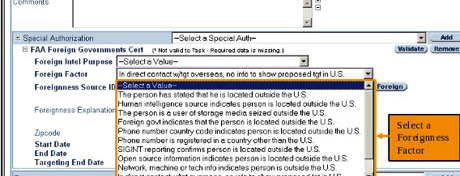 Comments
Special Authorization
--Select a Special Auth--
Add
FAA Foreign Governments Cert (* Not valid to Task - Required data is missing.)
Validate
Remove
Foreign Intel Purpose
--Select a Value--
Foreign Factor
In direct contact w/tgt overseas, no info to show proposed tgt in U.S.
Foreignness Source ID
Foreign
--Select a Value--
The person has stated that he is located outside the U.S.
Human intelligence source indicates person is located outside the U.S.
The person is a user of storage media seized outside the U.S.
Foreign govt indicates that the person is located outside the U.S.
Phone number country code indicates person is located outside the U.S.
Phone number is registered in a country other than the U.S.
SIGINT reporting confirms person is located outside the U.S.
Open source information indicates person is located outside the U.S.
Network, machine or tech info indicates person is outside the U.S.
Foreignness Explanation
Zipcode
Start Date
End Date
Targeting End Date
Select a
Foreignness
Factor